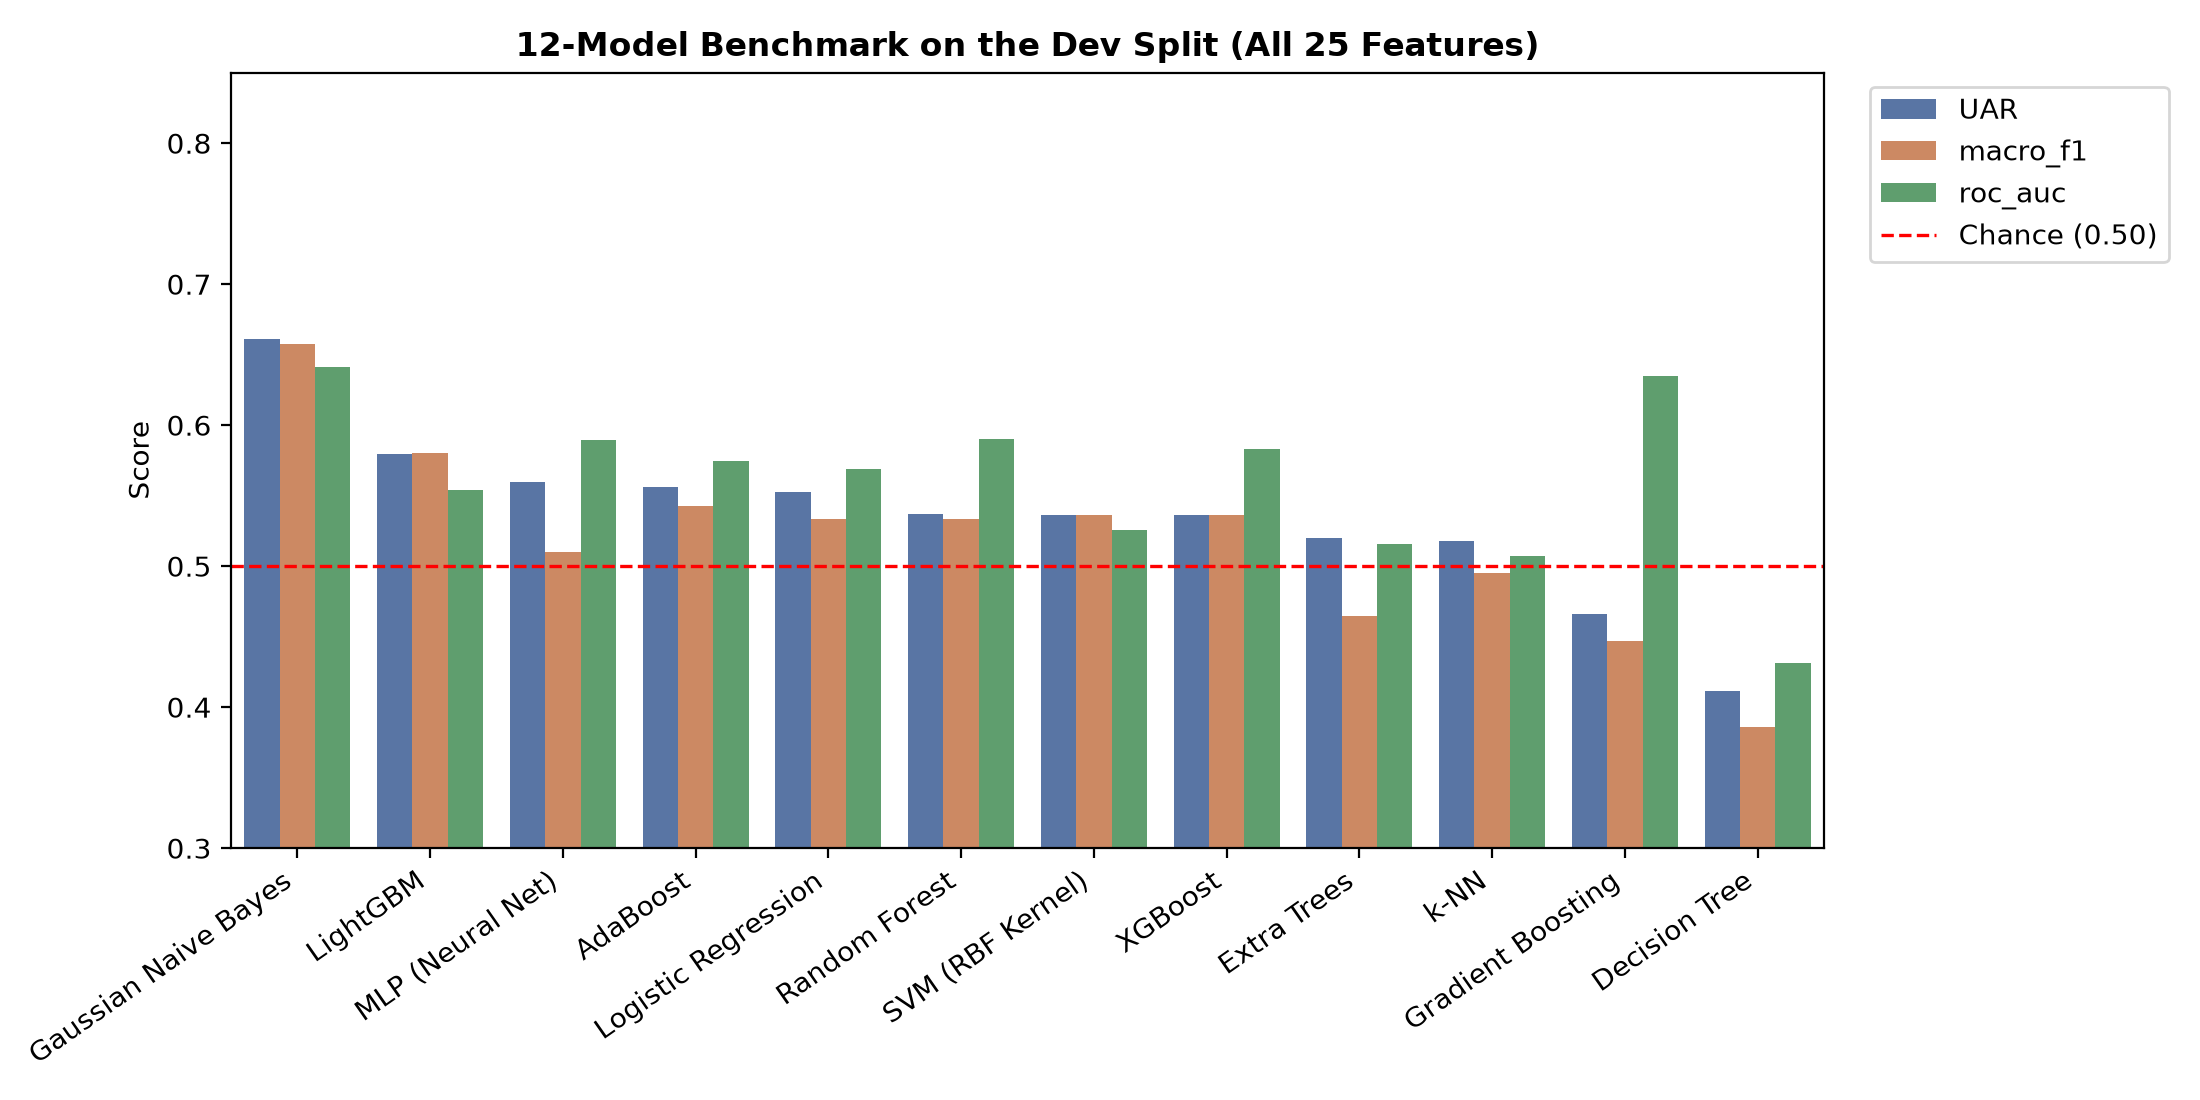 12-Model Benchmark on the Dev Split (All 25 Features)
UAR
macro_f1
roc_auc
Chance (0.50)
Score
0.8
0.7
0.6
0.5
0.4
0.3
Gaussian Naive Bayes
LightGBM
MLP (Neural Net)
AdaBoost
Logistic Regression
Random Forest
SVM (RBF Kernel)
XGBoost
Extra Trees
k-NN
Gradient Boosting
Decision Tree